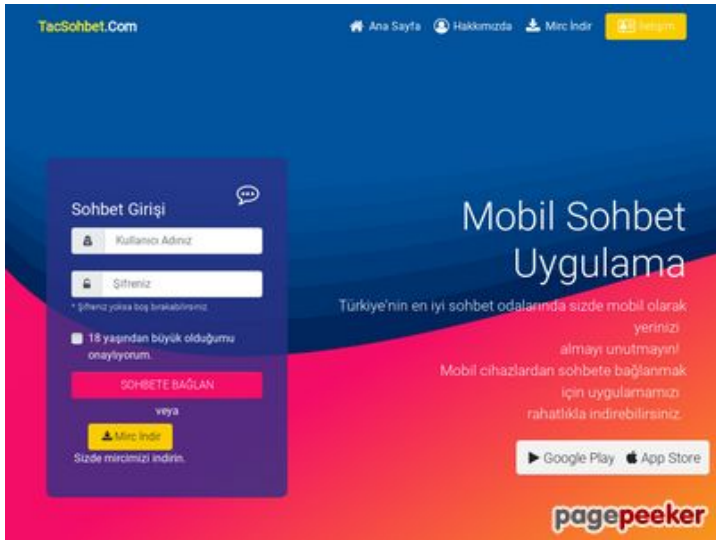 TacSohbet.Com
Ana Sayfa Hakkımızda Mirc İndir İletişim
Sohbet Girişi
Kullanıcı Adınız
Şifreniz
* Şifreniz yoksa boş bırakabilirsiniz.
18 yaşından büyük olduğumu
onaylıyorum.
SOHBETE BAĞLAN
veya
Mirc İndir
Sizde mircimizi indirin.
Mobil Sohbet
Uygulama
Türkiye'nin en iyi sohbet odalarında sizde mobil olarak
yerinizi
almayı unutmayın!
Mobil cihazlardan sohbete bağlanmak
için uygulamamızı
rahatlıkla indirebilirsiniz.
Google Play App Store
pagepeeker